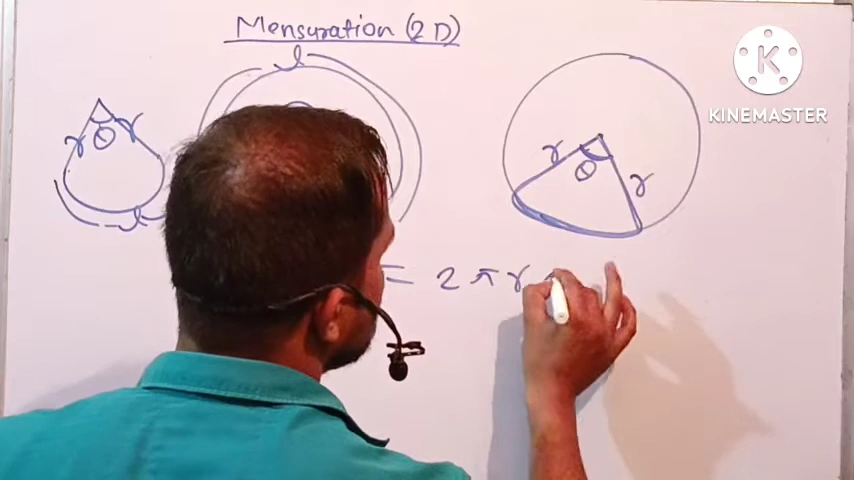 Mensuration (2D)
l
K
KINEMASTER
r r
θ
l
r r
θ
= 2πr